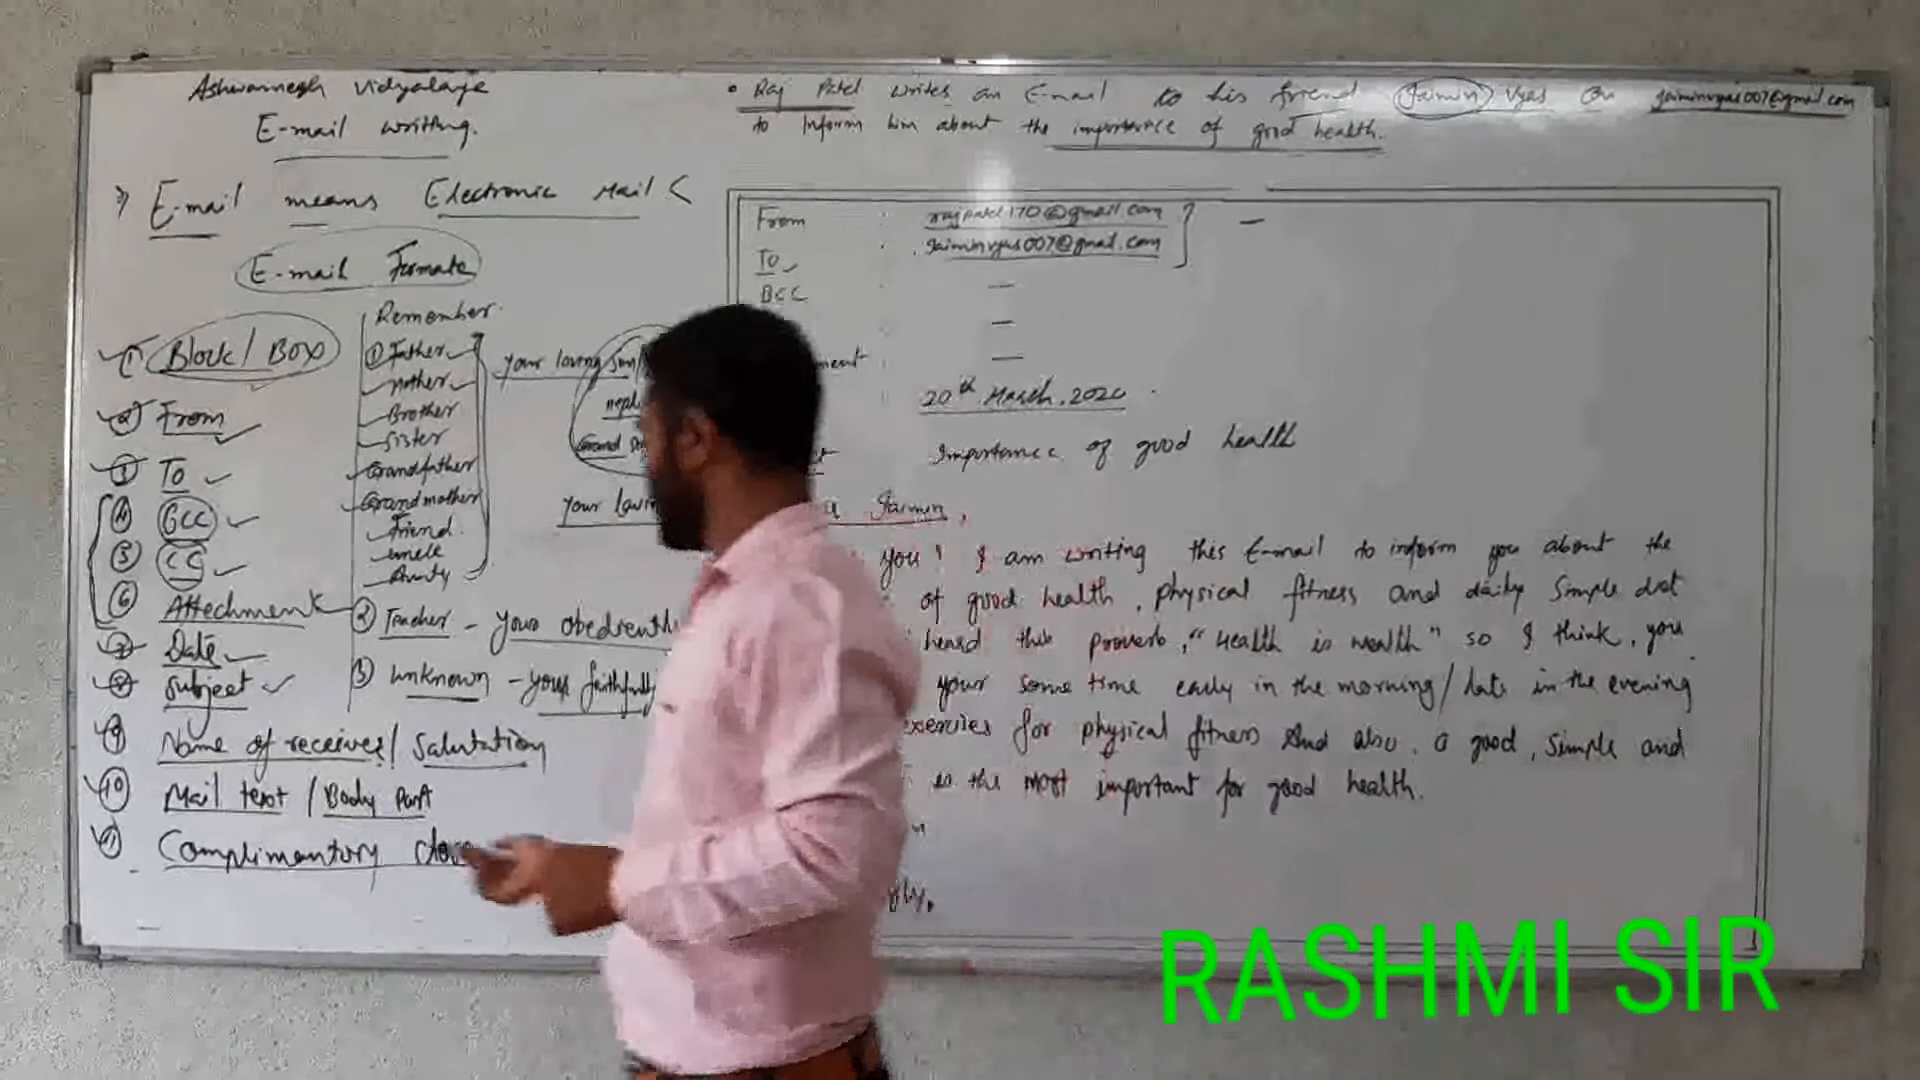 Ashwamegh Vidyalaye
E-mail writting.
E-mail means Electronic Mail
E-mail Formate
1) Block/Box
2) From
3) To
4) BCC
5) CC
6) Attechment
7) Date
8) Subject
9) Name of receiver/Salutation
10) Mail text /Body Part
11) Complimentory close
Remember.
① Father
Mother
Brother
Sister
Grandfather
Grandmother
Friend.
uncle
Aunty
Your loving son/
neph
Grand so
Your lovin
② Teacher - Your obediently
③ unknown - your faithfully
• Raj Patel writes an E-mail to his friend Jaimin Vyas on jaiminvyas007@gmail.com
to inform him about the importance of good health.
From : rajpatel170@gmail.com
To : jaiminvyas007@gmail.com
BCC : —
: —
ment : —
: 20th March, 2020
Importance of good health
Jaimin,
you! I am writing this E-mail to inform you about the
of good health, physical fitness and daily simple diet
heard this proverb, "Health is wealth" so I think, you
your some time early in the morning/late in the evening
exercies for physical fitness And also, a good, simple and
is the most important for good health.
RASHMI SIR